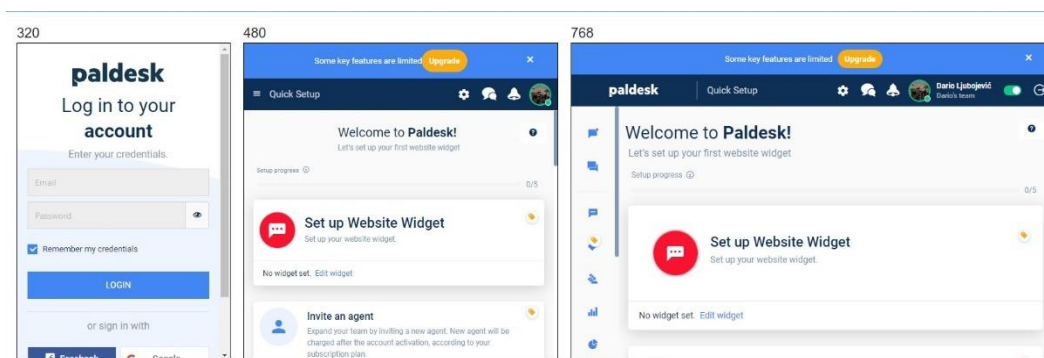 320
paldesk
Log in to your
account
Enter your credentials.
Email
Password
Remember my credentials
LOGIN
or sign in with
Facebook
Google
480
Some key features are limited Upgrade ×
Quick Setup
Welcome to Paldesk!
Let's set up your first website widget
Setup progress
0/5
Set up Website Widget
Set up your website widget.
No widget set. Edit widget
Invite an agent
Expand your team by inviting a new agent. New agent will be
charged after the account activation, according to your
subscription plan.
768
Some key features are limited Upgrade ×
paldesk Quick Setup Dario Ljubojević
Dario's team
Welcome to Paldesk!
Let's set up your first website widget
Setup progress
0/5
Set up Website Widget
Set up your website widget.
No widget set. Edit widget